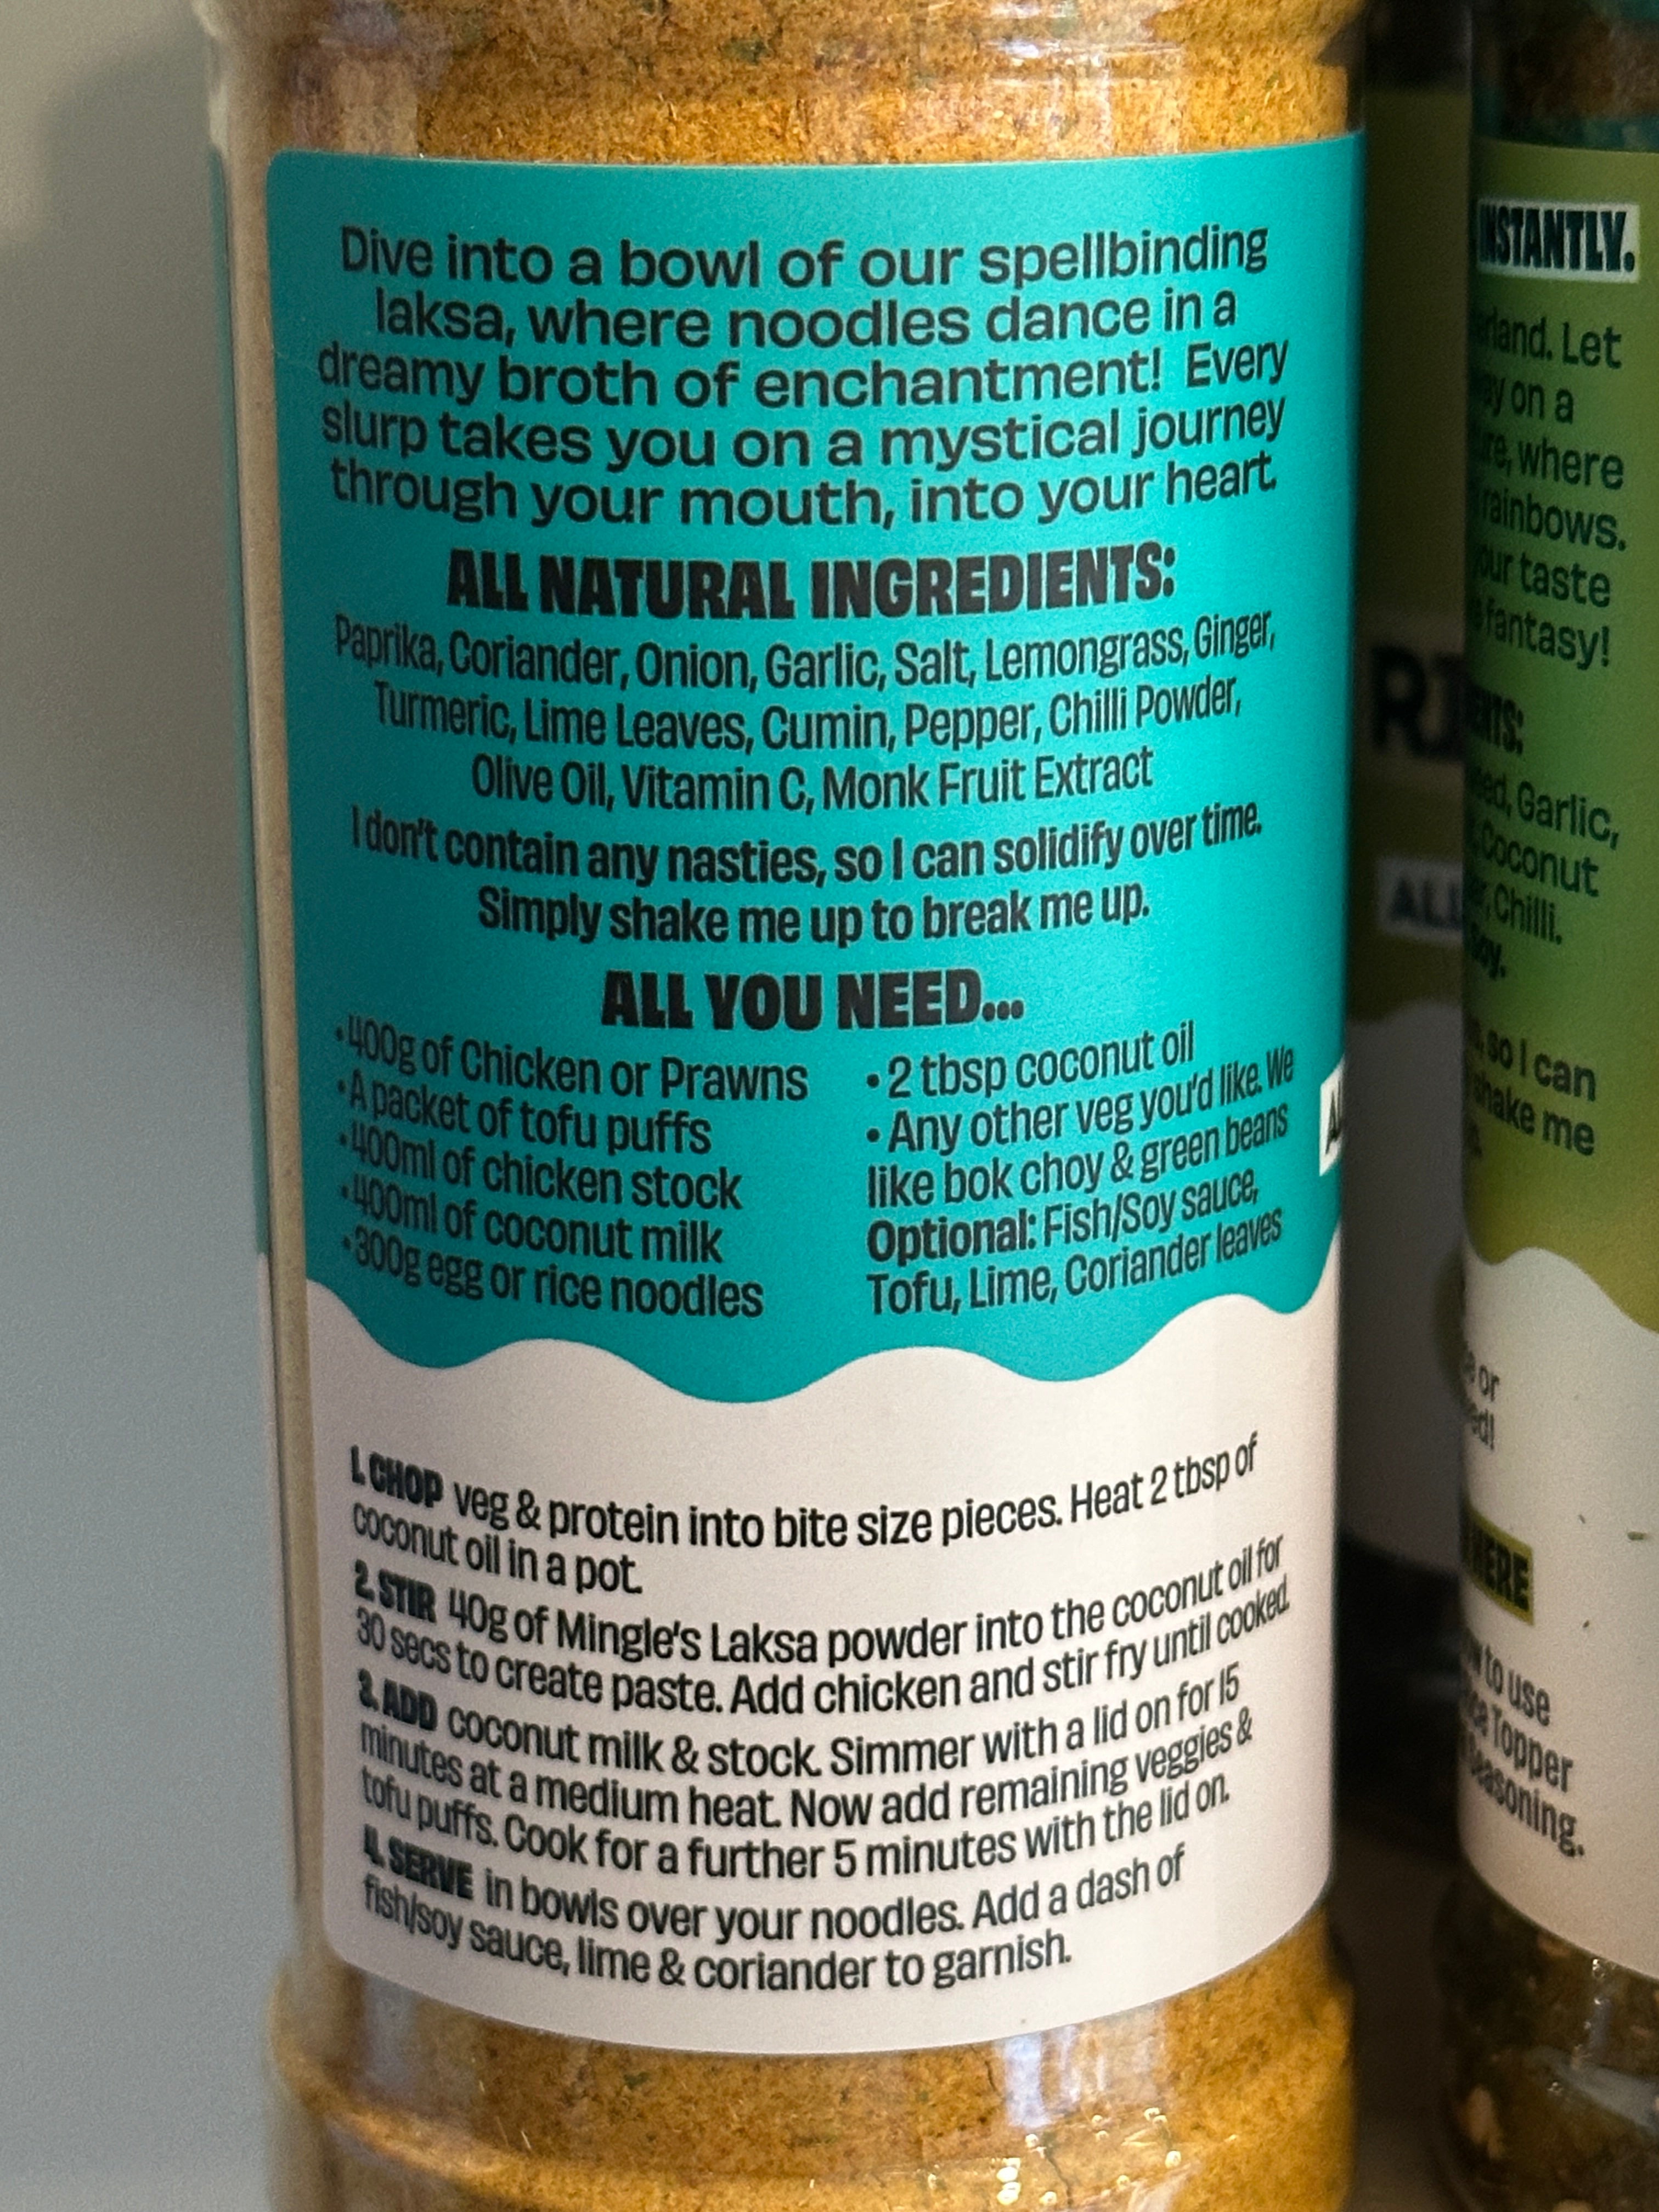 Dive into a bowl of our spellbinding
laksa, where noodles dance in a
dreamy broth of enchantment! Every
slurp takes you on a mystical journey
through your mouth, into your heart.
ALL NATURAL INGREDIENTS:
Paprika, Coriander, Onion, Garlic, Salt, Lemongrass, Ginger,
Turmeric, Lime Leaves, Cumin, Pepper, Chilli Powder,
Olive Oil, Vitamin C, Monk Fruit Extract
I don't contain any nasties, so I can solidify over time.
Simply shake me up to break me up.
ALL YOU NEED...
•400g of Chicken or Prawns
•A packet of tofu puffs
•400ml of chicken stock
•400ml of coconut milk
•300g egg or rice noodles
•2 tbsp coconut oil
•Any other veg you'd like. We
like bok choy & green beans
Optional: Fish/Soy sauce,
Tofu, Lime, Coriander leaves
1. CHOP veg & protein into bite size pieces. Heat 2 tbsp of
coconut oil in a pot.
2. STIR 40g of Mingle's Laksa powder into the coconut oil for
30 secs to create paste. Add chicken and stir fry until cooked.
3. ADD coconut milk & stock. Simmer with a lid on for 15
minutes at a medium heat. Now add remaining veggies &
tofu puffs. Cook for a further 5 minutes with the lid on.
4. SERVE in bowls over your noodles. Add a dash of
fish/soy sauce, lime & coriander to garnish.
ALL
INSTANTLY.
Let
on a
where
rainbows.
taste
fantasy!
Garlic,
Coconut
Chilli.
so I can
shake me
or
to use
Topper
Seasoning.